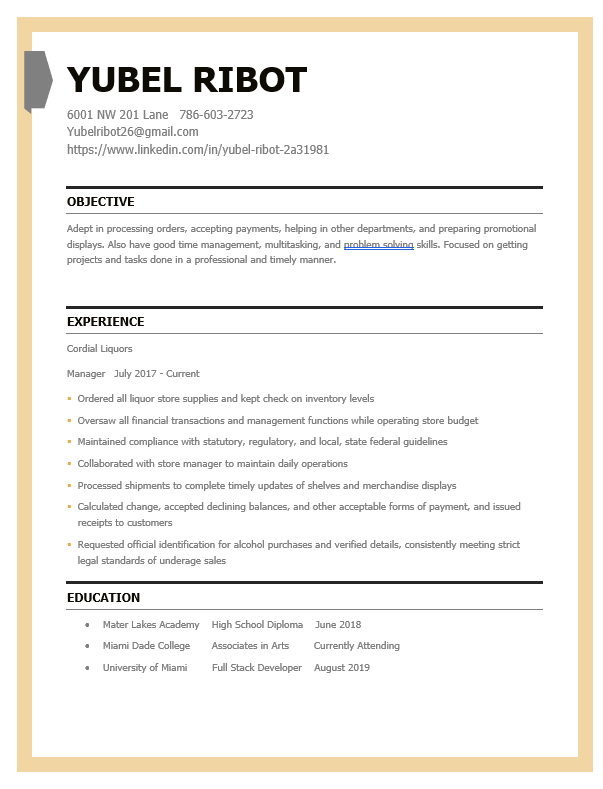 YUBEL RIBOT
6001 NW 201 Lane   786-603-2723
Yubelribot26@gmail.com
https://www.linkedin.com/in/yubel-ribot-2a31981
OBJECTIVE
Adept in processing orders, accepting payments, helping in other departments, and preparing promotional
displays. Also have good time management, multitasking, and problem solving skills. Focused on getting
projects and tasks done in a professional and timely manner.
EXPERIENCE
Cordial Liquors
Manager   July 2017 - Current
▪ Ordered all liquor store supplies and kept check on inventory levels
▪ Oversaw all financial transactions and management functions while operating store budget
▪ Maintained compliance with statutory, regulatory, and local, state federal guidelines
▪ Collaborated with store manager to maintain daily operations
▪ Processed shipments to complete timely updates of shelves and merchandise displays
▪ Calculated change, accepted declining balances, and other acceptable forms of payment, and issued
receipts to customers
▪ Requested official identification for alcohol purchases and verified details, consistently meeting strict
legal standards of underage sales
EDUCATION
• Mater Lakes Academy   High School Diploma   June 2018
• Miami Dade College   Associates in Arts   Currently Attending
• University of Miami   Full Stack Developer   August 2019